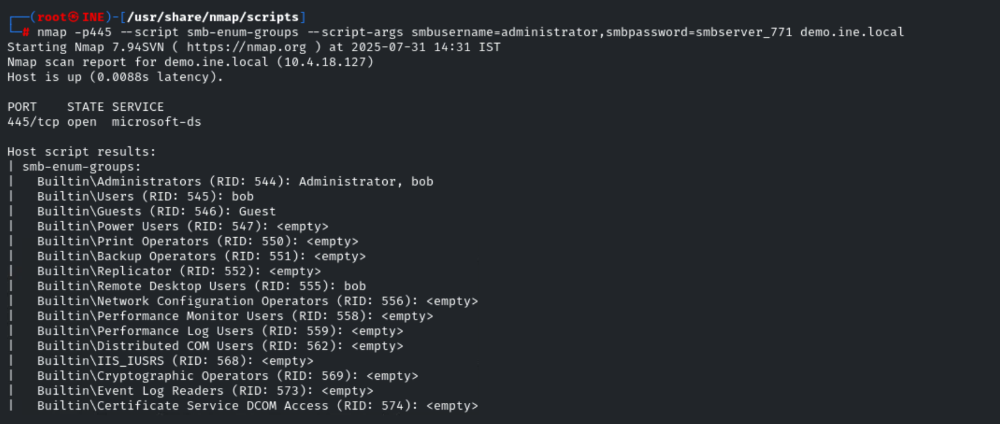 ┌──(root㉿INE)-[/usr/share/nmap/scripts]
└─# nmap -p445 --script smb-enum-groups --script-args smbusername=administrator,smbpassword=smbserver_771 demo.ine.local
Starting Nmap 7.94SVN ( https://nmap.org ) at 2025-07-31 14:31 IST
Nmap scan report for demo.ine.local (10.4.18.127)
Host is up (0.0088s latency).

PORT    STATE SERVICE
445/tcp open  microsoft-ds

Host script results:
| smb-enum-groups:
|   Builtin\Administrators (RID: 544): Administrator, bob
|   Builtin\Users (RID: 545): bob
|   Builtin\Guests (RID: 546): Guest
|   Builtin\Power Users (RID: 547): <empty>
|   Builtin\Print Operators (RID: 550): <empty>
|   Builtin\Backup Operators (RID: 551): <empty>
|   Builtin\Replicator (RID: 552): <empty>
|   Builtin\Remote Desktop Users (RID: 555): bob
|   Builtin\Network Configuration Operators (RID: 556): <empty>
|   Builtin\Performance Monitor Users (RID: 558): <empty>
|   Builtin\Performance Log Users (RID: 559): <empty>
|   Builtin\Distributed COM Users (RID: 562): <empty>
|   Builtin\IIS_IUSRS (RID: 568): <empty>
|   Builtin\Cryptographic Operators (RID: 569): <empty>
|   Builtin\Event Log Readers (RID: 573): <empty>
|   Builtin\Certificate Service DCOM Access (RID: 574): <empty>